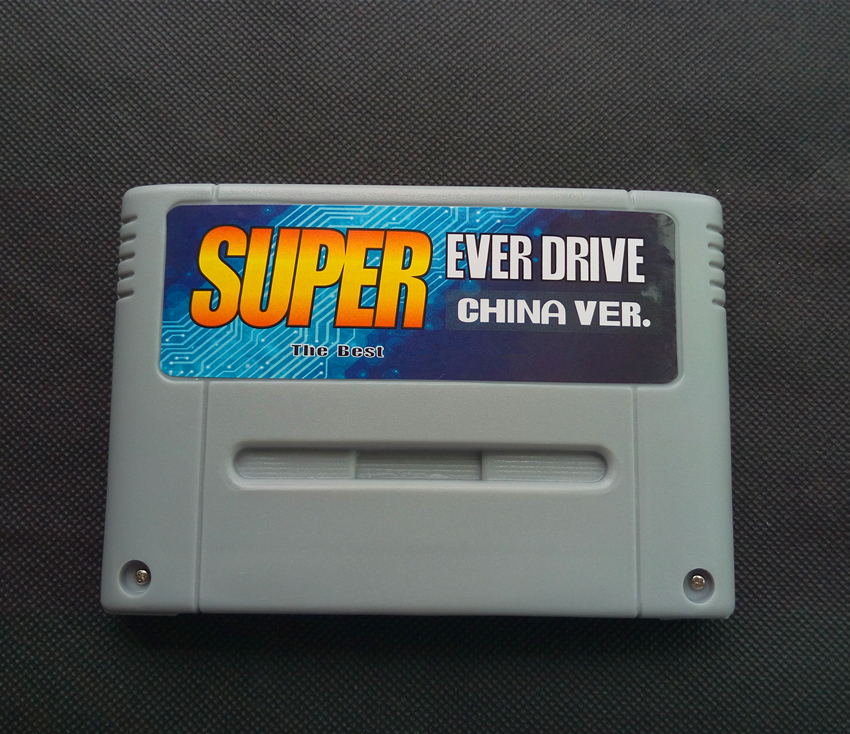 SUPER
EVER DRIVE
CHINA VER.
The Best